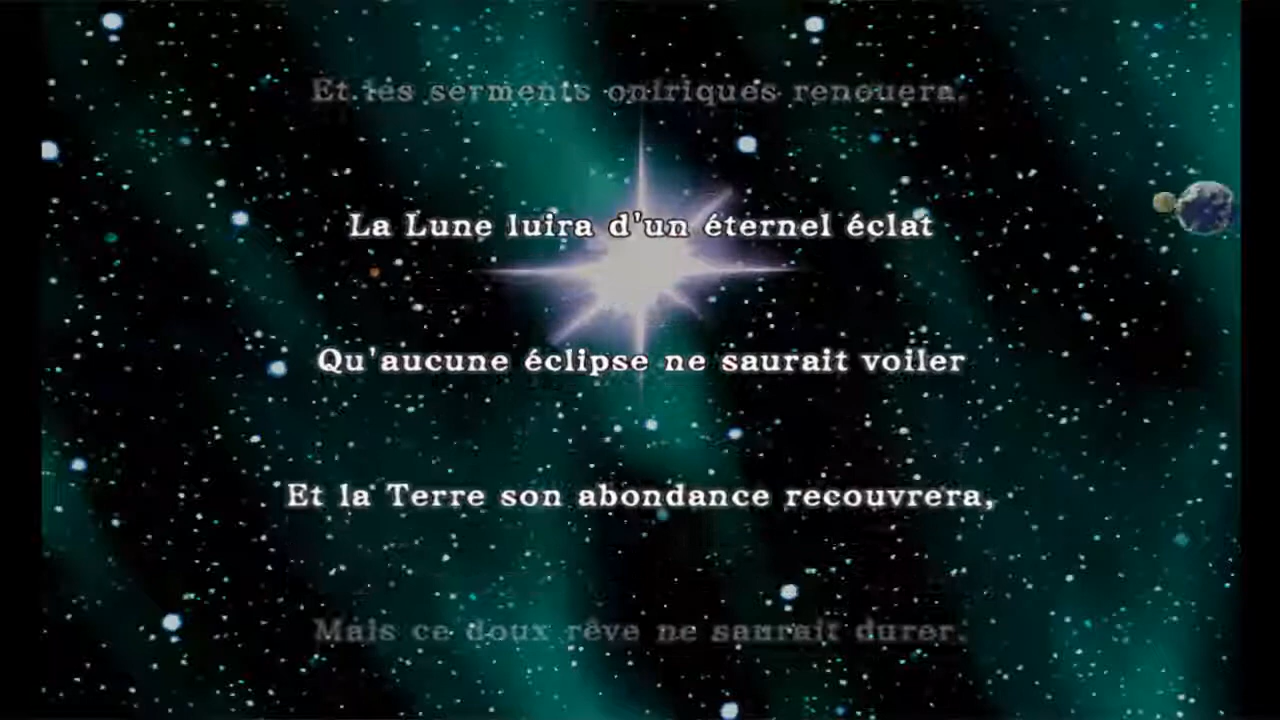 Et les serments oniriques renouera.
La Lune luira d'un éternel éclat
Qu'aucune éclipse ne saurait voiler
Et la Terre son abondance recouvrera,
Mais ce doux rêve ne saurait durer.